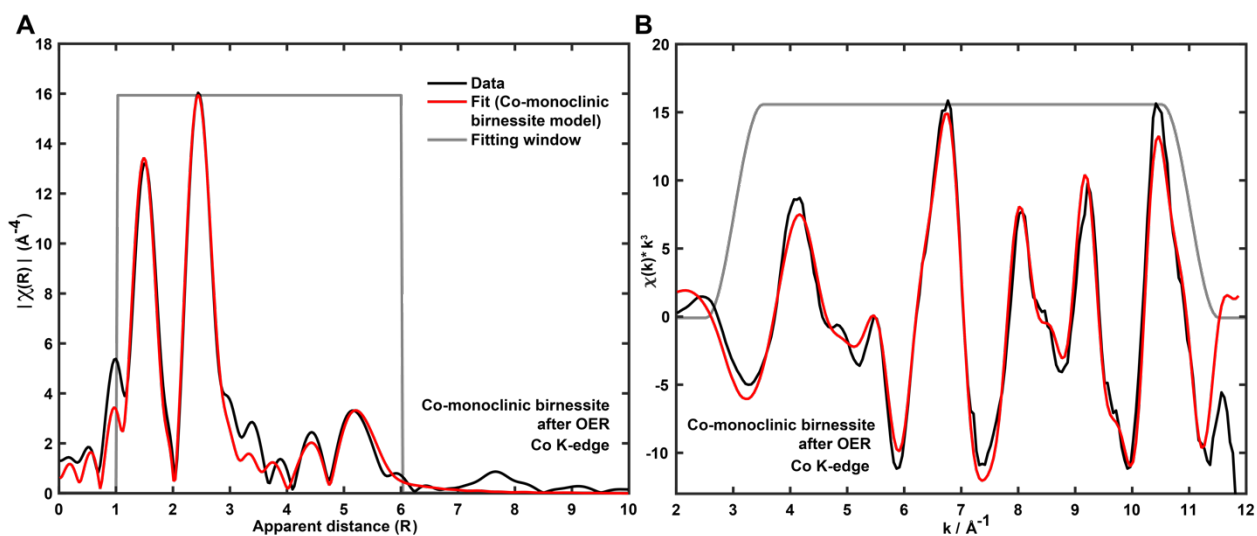 A
18
16
14
12
10
8
6
4
2
0
| χ(R) | (Å⁻⁴)
0 1 2 3 4 5 6 7 8 9 10
Apparent distance (R)
Data
Fit (Co-monoclinic
birnessite model)
Fitting window
Co-monoclinic birnessite
after OER
Co K-edge
B
20
15
10
5
0
-5
-10
χ(k)* k³
2 3 4 5 6 7 8 9 10 11 12
k / Å⁻¹
Co-monoclinic birnessite
after OER
Co K-edge